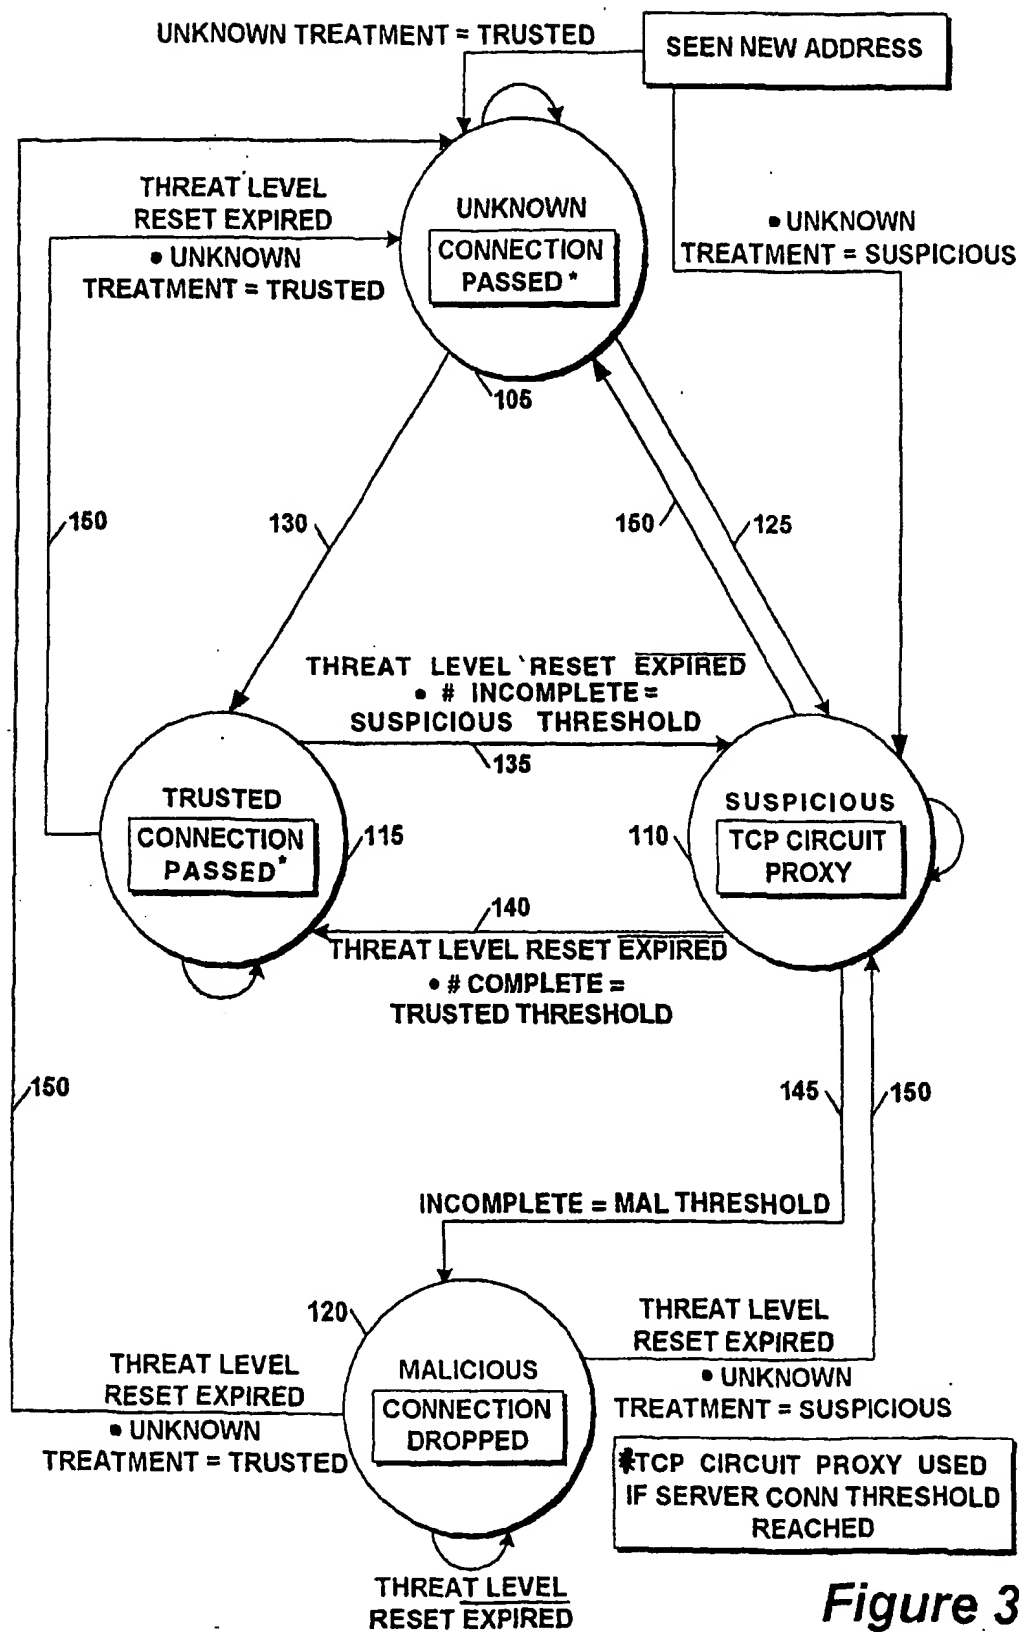 UNKNOWN TREATMENT = TRUSTED
SEEN NEW ADDRESS
THREAT LEVEL
RESET EXPIRED
• UNKNOWN
TREATMENT = TRUSTED
UNKNOWN
CONNECTION
PASSED*
• UNKNOWN
TREATMENT = SUSPICIOUS
105
150
130
150
125
THREAT LEVEL RESET EXPIRED
• # INCOMPLETE =
SUSPICIOUS THRESHOLD
135
TRUSTED
CONNECTION
PASSED*
115
110
SUSPICIOUS
TCP CIRCUIT
PROXY
140
THREAT LEVEL RESET EXPIRED
• # COMPLETE =
TRUSTED THRESHOLD
150
145
150
INCOMPLETE = MAL THRESHOLD
120
THREAT LEVEL
RESET EXPIRED
• UNKNOWN
TREATMENT = TRUSTED
MALICIOUS
CONNECTION
DROPPED
THREAT LEVEL
RESET EXPIRED
• UNKNOWN
TREATMENT = SUSPICIOUS
*TCP CIRCUIT PROXY USED
IF SERVER CONN THRESHOLD
REACHED
THREAT LEVEL
RESET EXPIRED
Figure 3